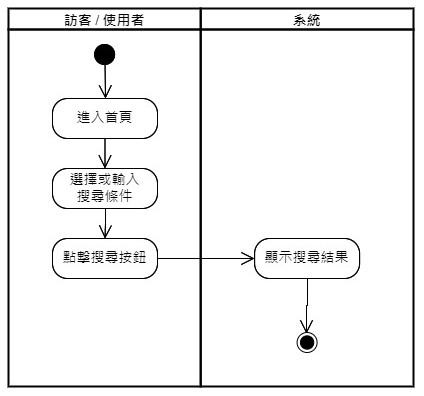 訪客 / 使用者
系統
進入首頁
選擇或輸入
搜尋條件
點擊搜尋按鈕
顯示搜尋結果